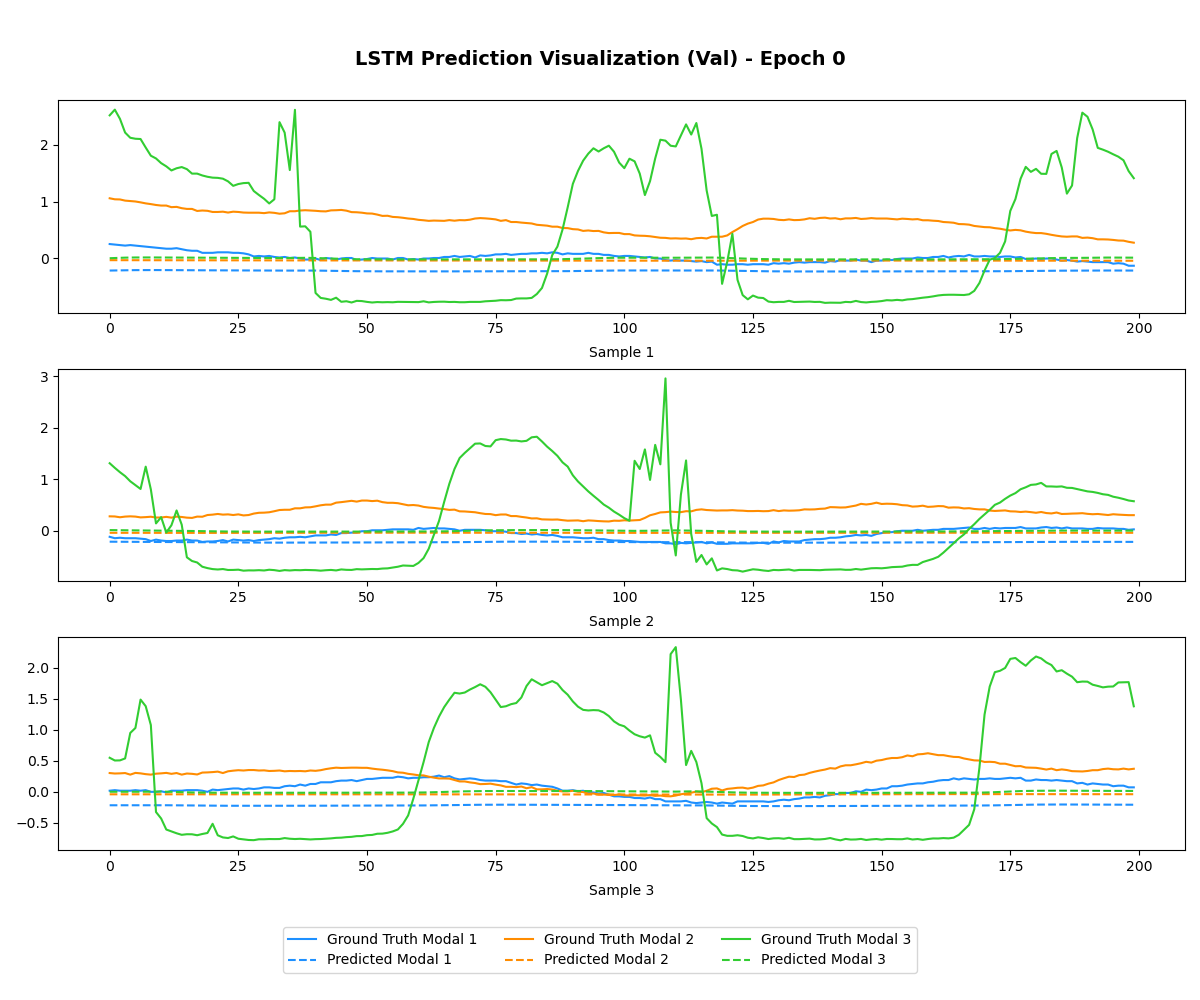 LSTM Prediction Visualization (Val) - Epoch 0
2
1
0
0 25 50 75 100 125 150 175 200
Sample 1
3
2
1
0
0 25 50 75 100 125 150 175 200
Sample 2
2.0
1.5
1.0
0.5
0.0
−0.5
0 25 50 75 100 125 150 175 200
Sample 3
Ground Truth Modal 1 Ground Truth Modal 2 Ground Truth Modal 3
Predicted Modal 1 Predicted Modal 2 Predicted Modal 3